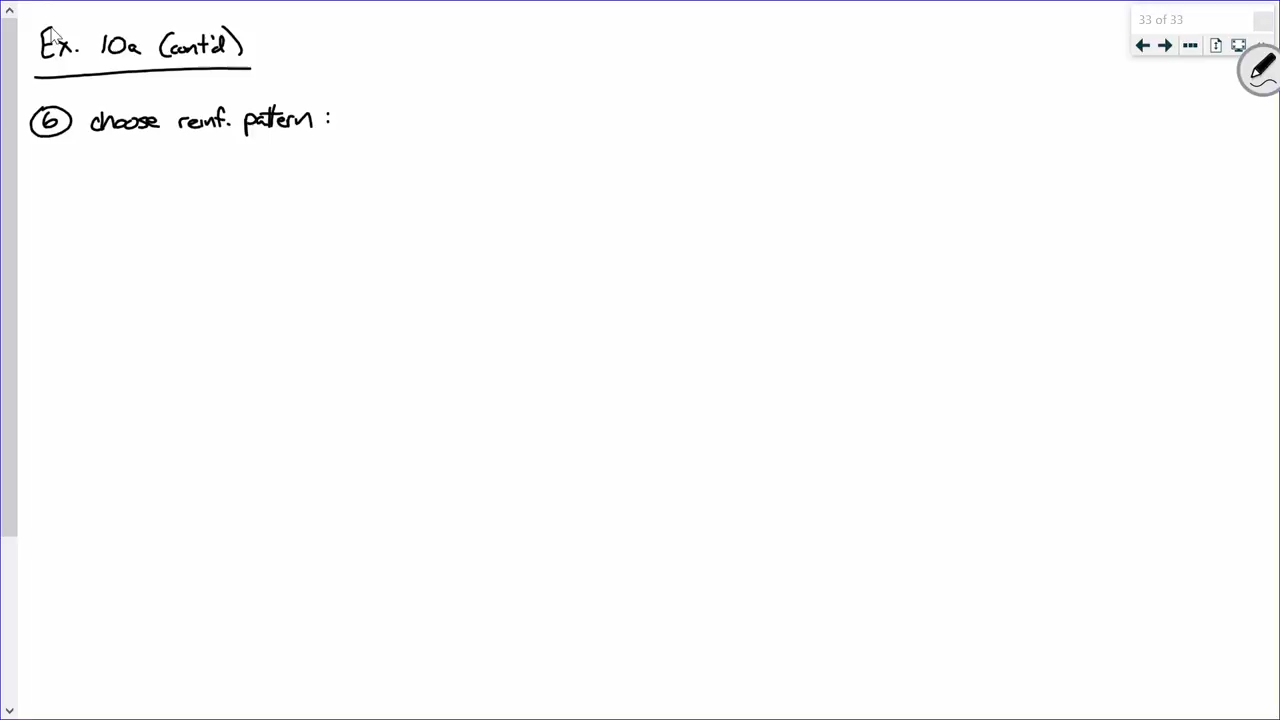 33 of 33
Ex. 10a (cont'd)
⑥ choose reinf. pattern :